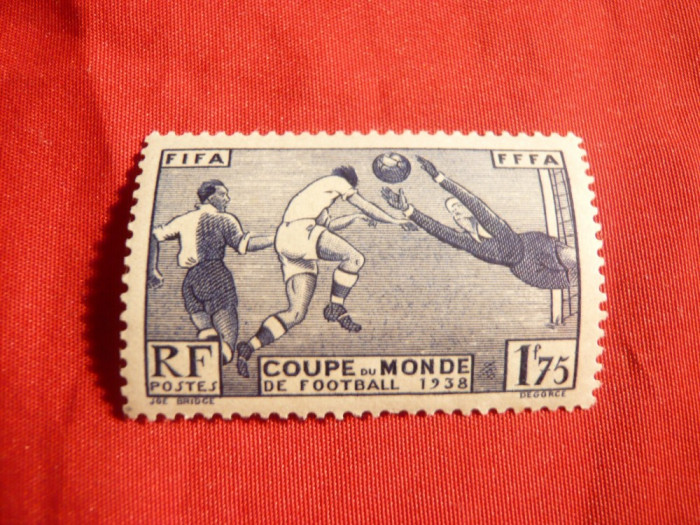 FIFA
FFFA
RF
POSTES
COUPE DU MONDE
DE FOOTBALL 1938
1F75
JOE BRIDGE
DEGORCE